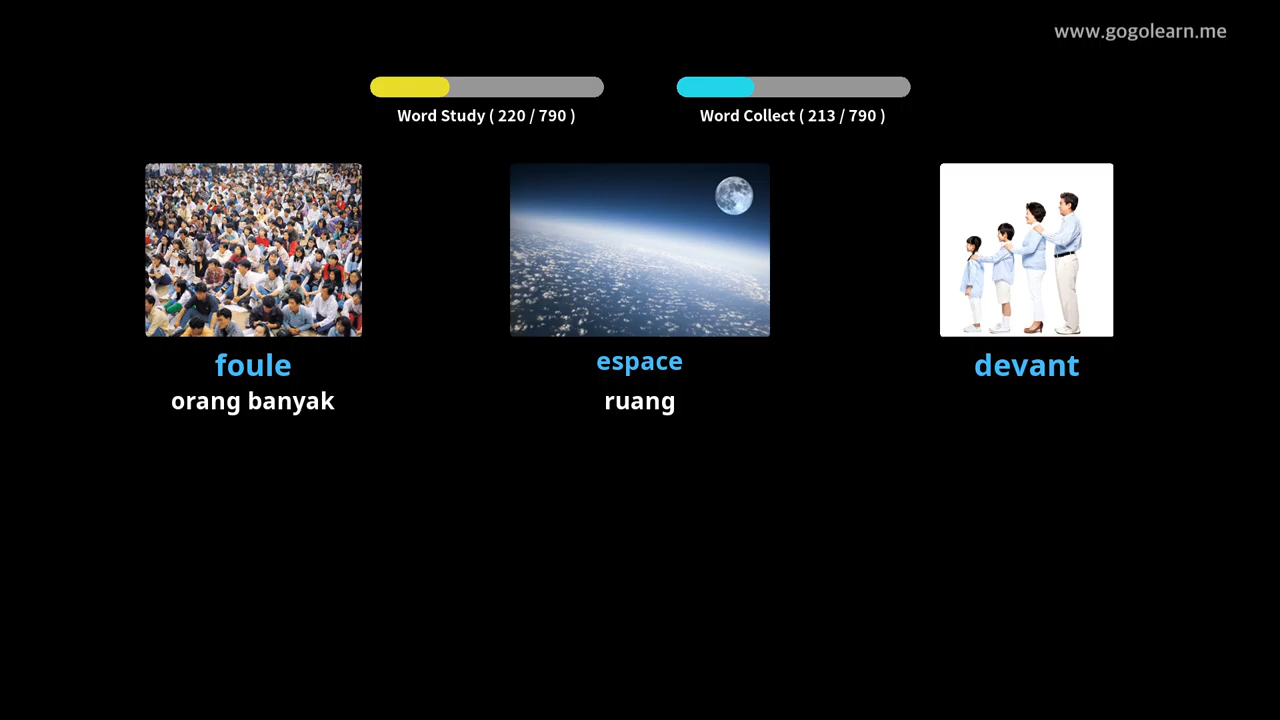 www.gogolearn.me
Word Study ( 220 / 790 )
Word Collect ( 213 / 790 )
foule
orang banyak
espace
ruang
devant